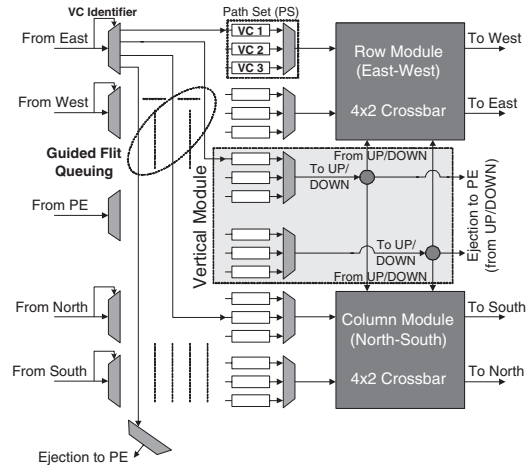 VC Identifier
Path Set (PS)
From East
VC 1
VC 2
VC 3
Row Module
(East-West)
4x2 Crossbar
To West
To East
From West
Guided Flit
Queuing
From PE
Vertical Module
From UP/DOWN
To UP/
DOWN
To UP/
DOWN
From UP/DOWN
Ejection to PE
(from UP/DOWN)
From North
From South
Column Module
(North-South)
4x2 Crossbar
To South
To North
Ejection to PE